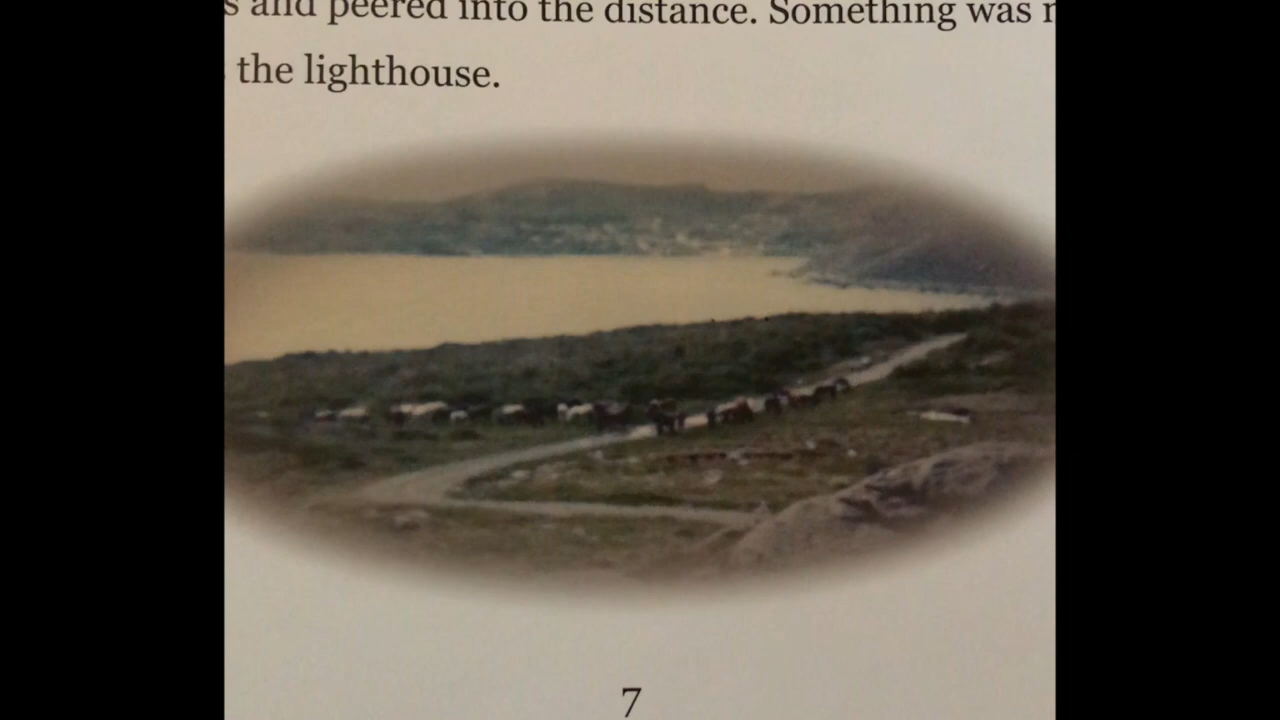 s and peered into the distance. Something was
the lighthouse.
7